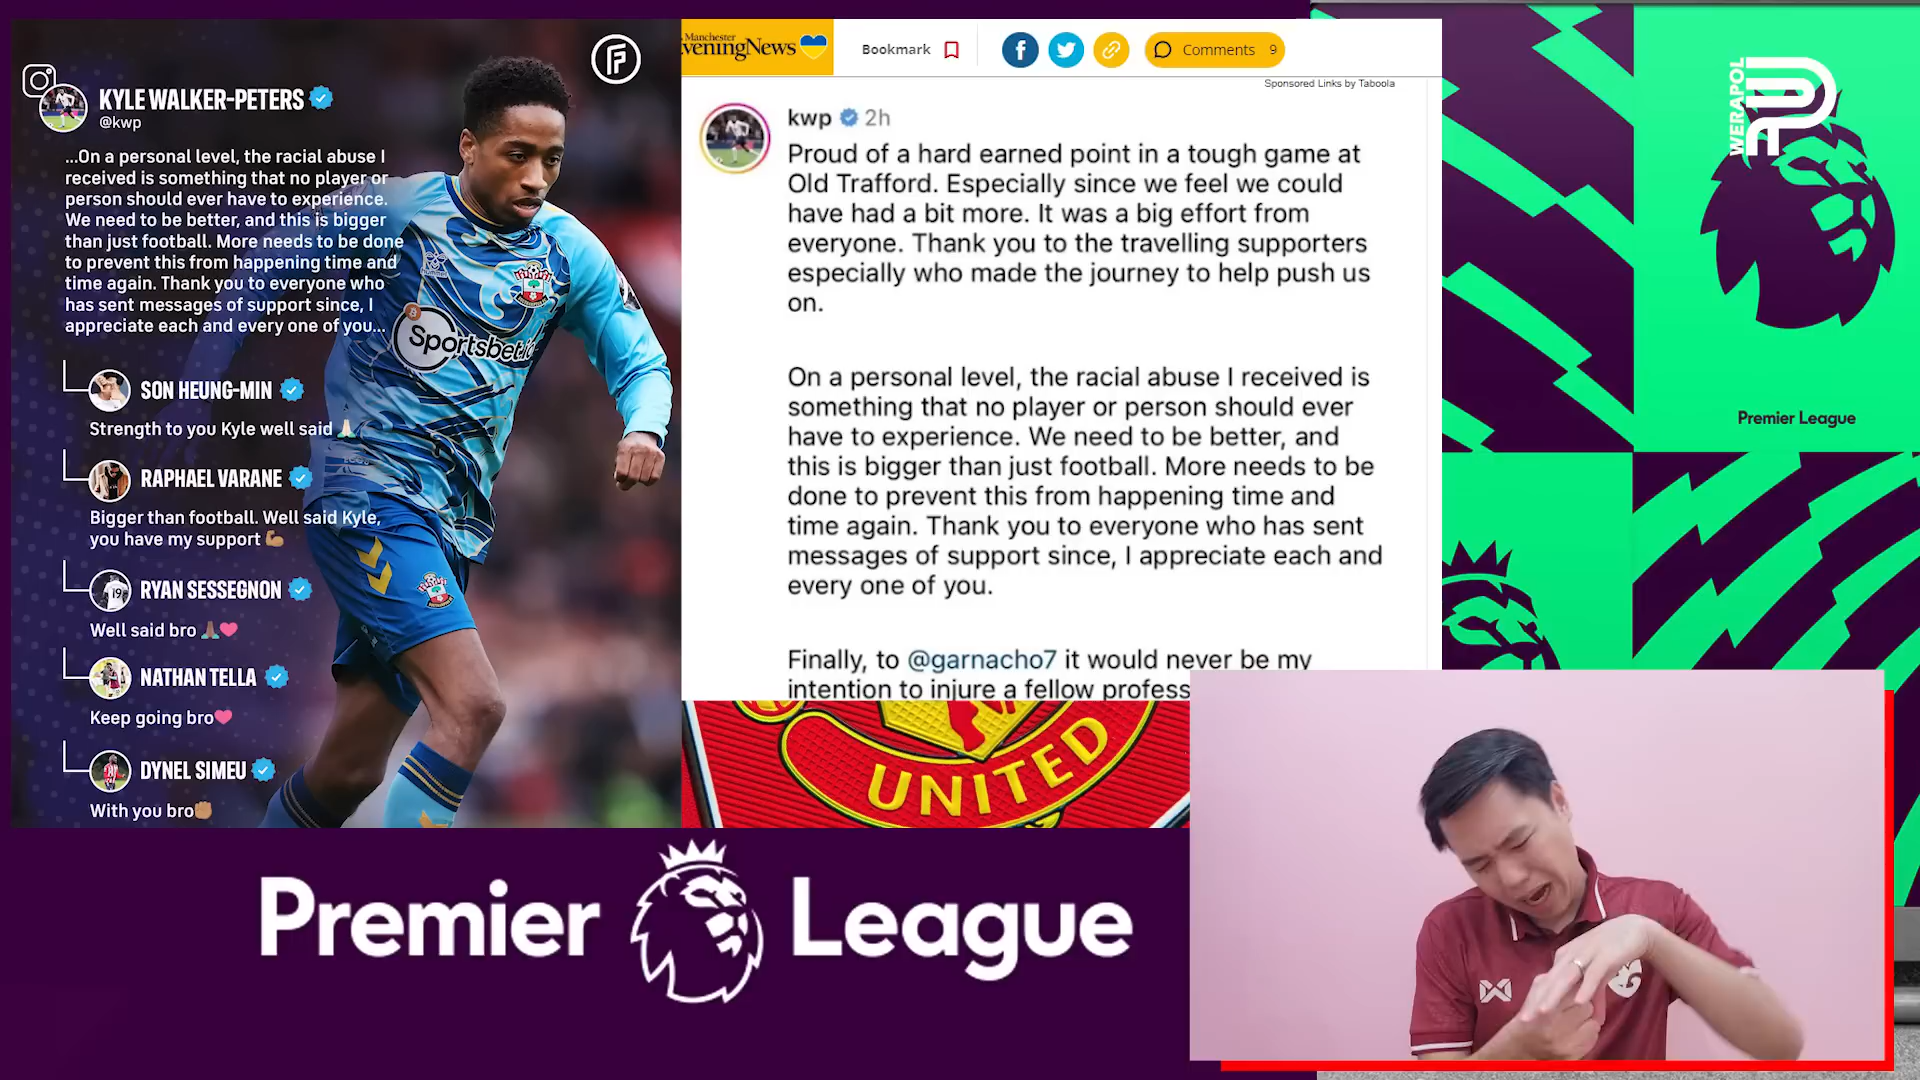 KYLE WALKER-PETERS
@kwp
...On a personal level, the racial abuse I
received is something that no player or
person should ever have to experience.
We need to be better, and this is bigger
than just football. More needs to be done
to prevent this from happening time and
time again. Thank you to everyone who
has sent messages of support since, I
appreciate each and every one of you...
SON HEUNG-MIN
Strength to you Kyle well said 🙏🏻
RAPHAEL VARANE
Bigger than football. Well said Kyle,
you have my support 💪🏽
RYAN SESSEGNON
Well said bro 🙏🏾❤️
NATHAN TELLA
Keep going bro❤️
DYNEL SIMEU
With you bro✊🏽
Sportsbet.io
Manchester
EveningNews
Bookmark
Comments 9
Sponsored Links by Taboola
kwp 2h
Proud of a hard earned point in a tough game at
Old Trafford. Especially since we feel we could
have had a bit more. It was a big effort from
everyone. Thank you to the travelling supporters
especially who made the journey to help push us
on.
On a personal level, the racial abuse I received is
something that no player or person should ever
have to experience. We need to be better, and
this is bigger than just football. More needs to be
done to prevent this from happening time and
time again. Thank you to everyone who has sent
messages of support since, I appreciate each and
every one of you.
Finally, to @garnacho7 it would never be my
intention to injure a fellow profess
UNITED
WERAPOL
Premier League
Premier League